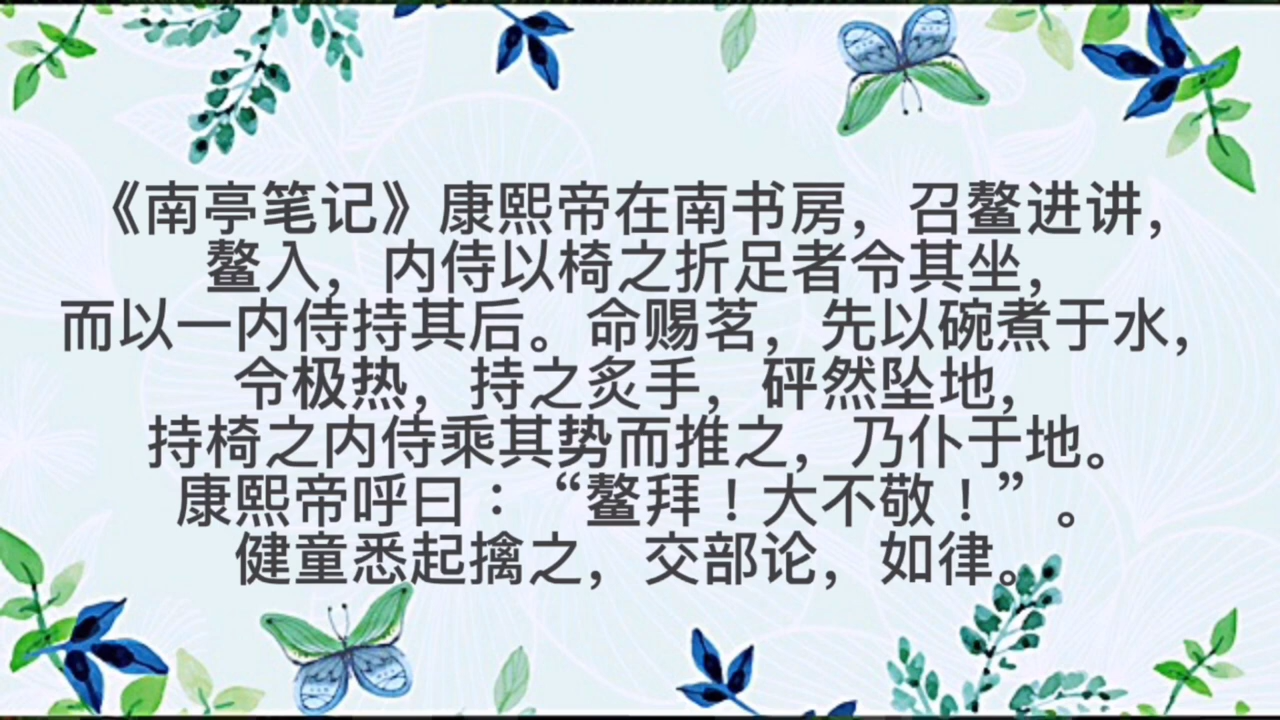 《南亭笔记》康熙帝在南书房，召鳌进讲，
鳌入，内侍以椅之折足者令其坐，
而以一内侍持其后。命赐茗，先以碗煮于水，
令极热，持之炙手，砰然坠地，
持椅之内侍乘其势而推之，乃仆于地。
康熙帝呼曰：“鳌拜！大不敬！”。
健童悉起擒之，交部论，如律。